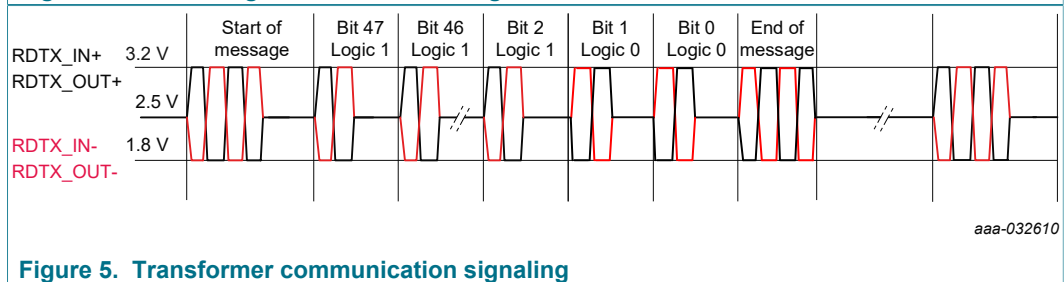 Start of Bit 47 Bit 46 Bit 2 Bit 1 Bit 0 End of
message Logic 1 Logic 1 Logic 1 Logic 0 Logic 0 message
RDTX_IN+ 3.2 V
RDTX_OUT+
2.5 V
RDTX_IN- 1.8 V
RDTX_OUT-
aaa-032610
Figure 5. Transformer communication signaling